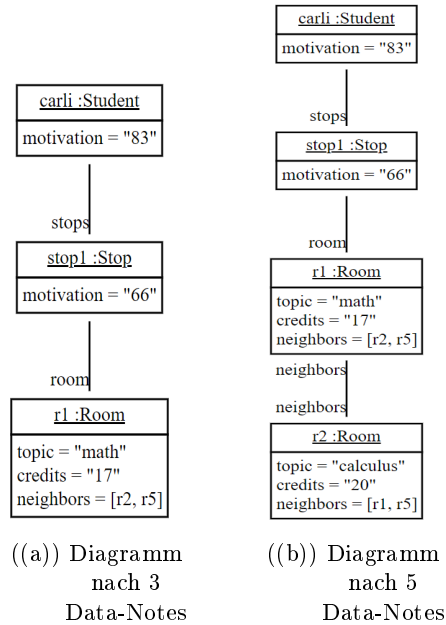 carli :Student
motivation = "83"
stops
stop1 :Stop
motivation = "66"
room
r1 :Room
topic = "math"
credits = "17"
neighbors = [r2, r5]
((a)) Diagramm
nach 3
Data-Notes
carli :Student
motivation = "83"
stops
stop1 :Stop
motivation = "66"
room
r1 :Room
topic = "math"
credits = "17"
neighbors = [r2, r5]
neighbors
neighbors
r2 :Room
topic = "calculus"
credits = "20"
neighbors = [r1, r5]
((b)) Diagramm
nach 5
Data-Notes